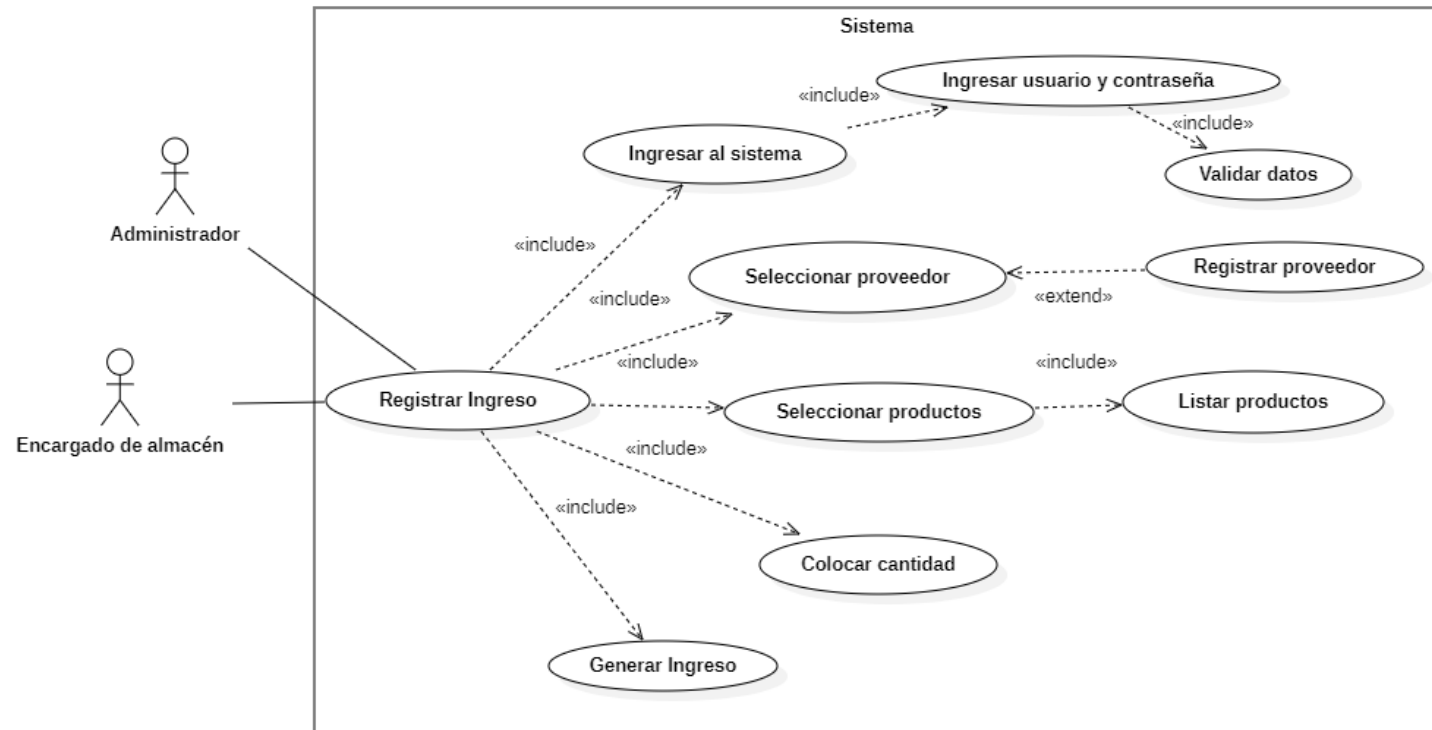 Sistema
Ingresar usuario y contraseña
«include»
«include»
Ingresar al sistema
Validar datos
Administrador
«include»
Seleccionar proveedor
Registrar proveedor
«include»
«extend»
«include»
«include»
Registrar Ingreso
Seleccionar productos
Listar productos
Encargado de almacén
«include»
«include»
Colocar cantidad
Generar Ingreso